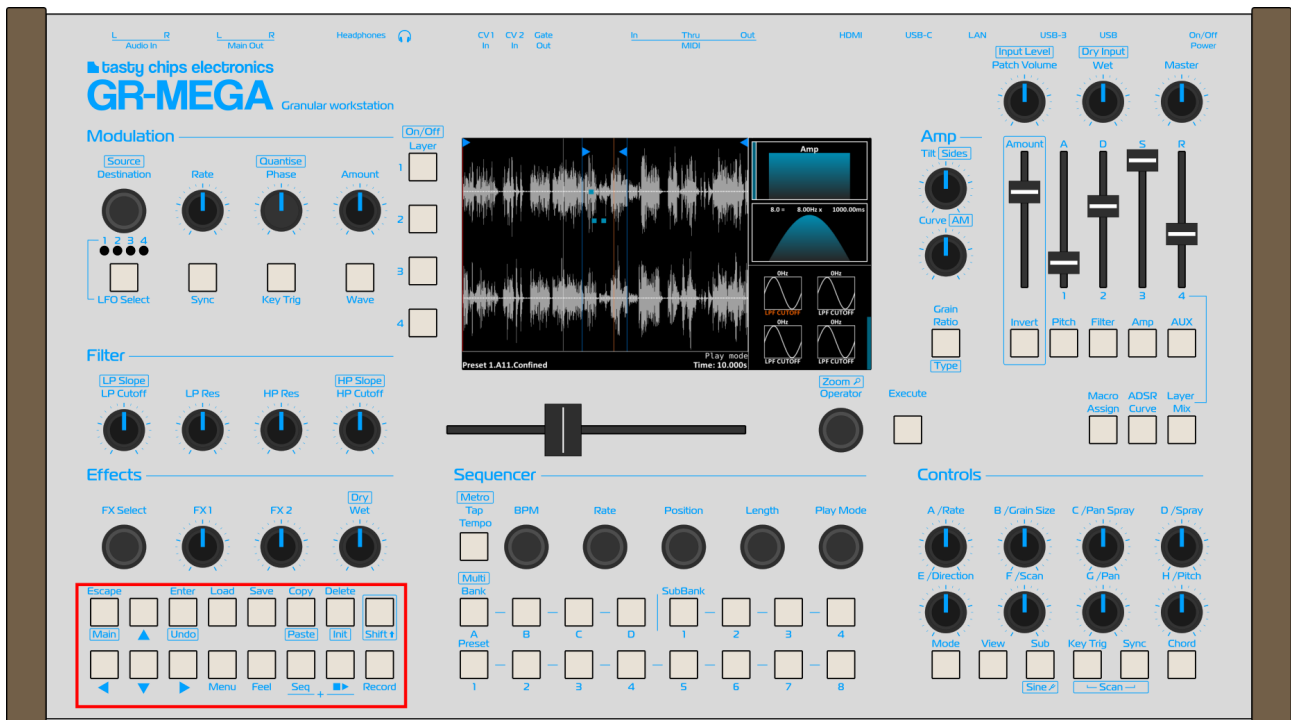 L R L R Headphones CV1 CV 2 Gate In Thru Out HDMI USB-C LAN USB-3 USB On/Off
Audio In Main Out In In Out MIDI Power
tasty chips electronics
GR-MEGA Granular workstation
Input Level Dry Input
Patch Volume Wet Master
Modulation
On/Off
Layer
1
2
3
4
Source Quantise
Destination Rate Phase Amount
1 2 3 4
LFO Select Sync Key Trig Wave
Amp
8.0 = 8.00Hz x 1000.00ms
0Hz 0Hz
LPF CUTOFF LPF CUTOFF
0Hz 0Hz
LPF CUTOFF LPF CUTOFF
Play mode
Preset 1.A11.Confined Time: 10.000s
Amp
Tilt Sides
Curve AM
Amount A D S R
1 2 3 4
Grain
Ratio
Type
Invert Pitch Filter Amp AUX
Filter
LP Slope HP Slope
LP Cutoff LP Res HP Res HP Cutoff
Zoom
Operator Execute
Macro ADSR Layer
Assign Curve Mix
Effects
Dry
FX Select FX 1 FX 2 Wet
Escape Enter Load Save Copy Delete
Main Undo Paste Init Shift
Menu Feel Seq + Record
Sequencer
Metro
Tap
Tempo
BPM Rate Position Length Play Mode
Multi
Bank SubBank
A B C D 1 2 3 4
Preset
1 2 3 4 5 6 7 8
Controls
A /Rate B /Grain Size C /Pan Spray D /Spray
E /Direction F /Scan G /Pan H /Pitch
Mode View Sub Key Trig Sync Chord
Sine Scan